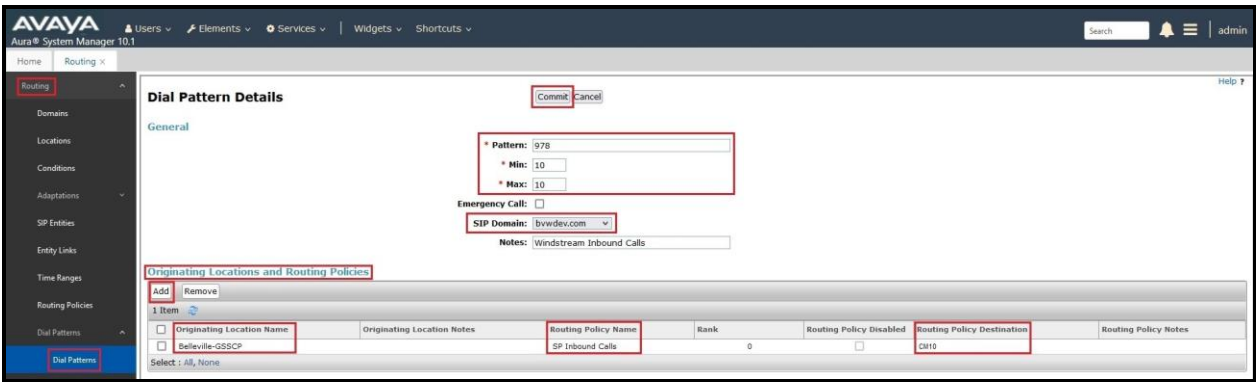 AVAYA
Aura® System Manager 10.1
Users Elements Services | Widgets Shortcuts
Search admin
Home Routing ×
Help ?
Routing
Domains
Locations
Conditions
Adaptations
SIP Entities
Entity Links
Time Ranges
Routing Policies
Dial Patterns
Dial Patterns
Dial Pattern Details Commit Cancel
General
* Pattern: 978
* Min: 10
* Max: 10
Emergency Call:
SIP Domain: bvwdev.com
Notes: Windstream Inbound Calls
Originating Locations and Routing Policies
Add Remove
1 Item
Originating Location Name Originating Location Notes Routing Policy Name Rank Routing Policy Disabled Routing Policy Destination Routing Policy Notes
Belleville-GSSCP SP Inbound Calls 0 CM10
Select : All, None